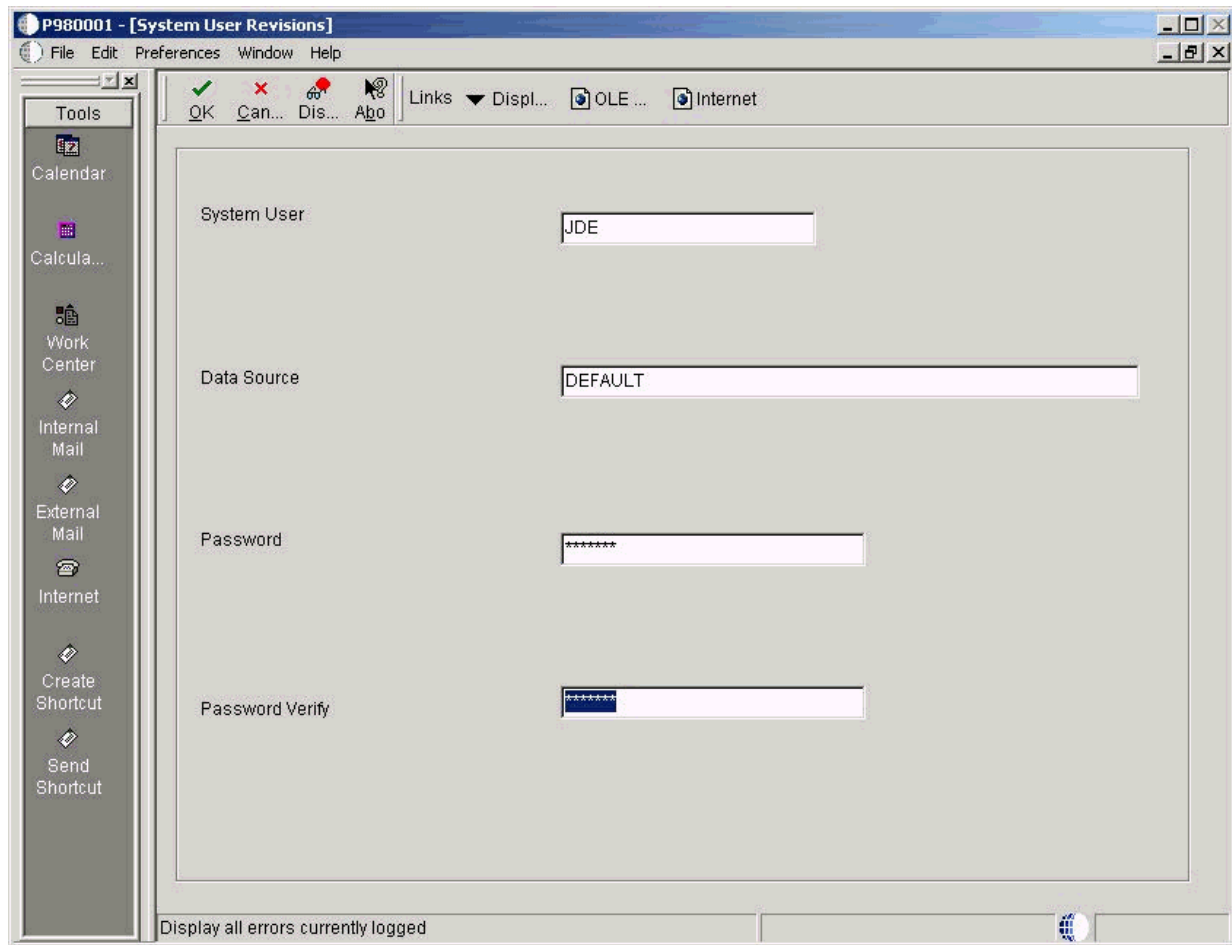 P980001 - [System User Revisions]
File Edit Preferences Window Help
Tools
OK Can... Dis... Abo Links Displ... OLE ... Internet
Calendar
Calcula...
Work
Center
Internal
Mail
External
Mail
Internet
Create
Shortcut
Send
Shortcut
System User JDE
Data Source DEFAULT
Password *******
Password Verify *******
Display all errors currently logged